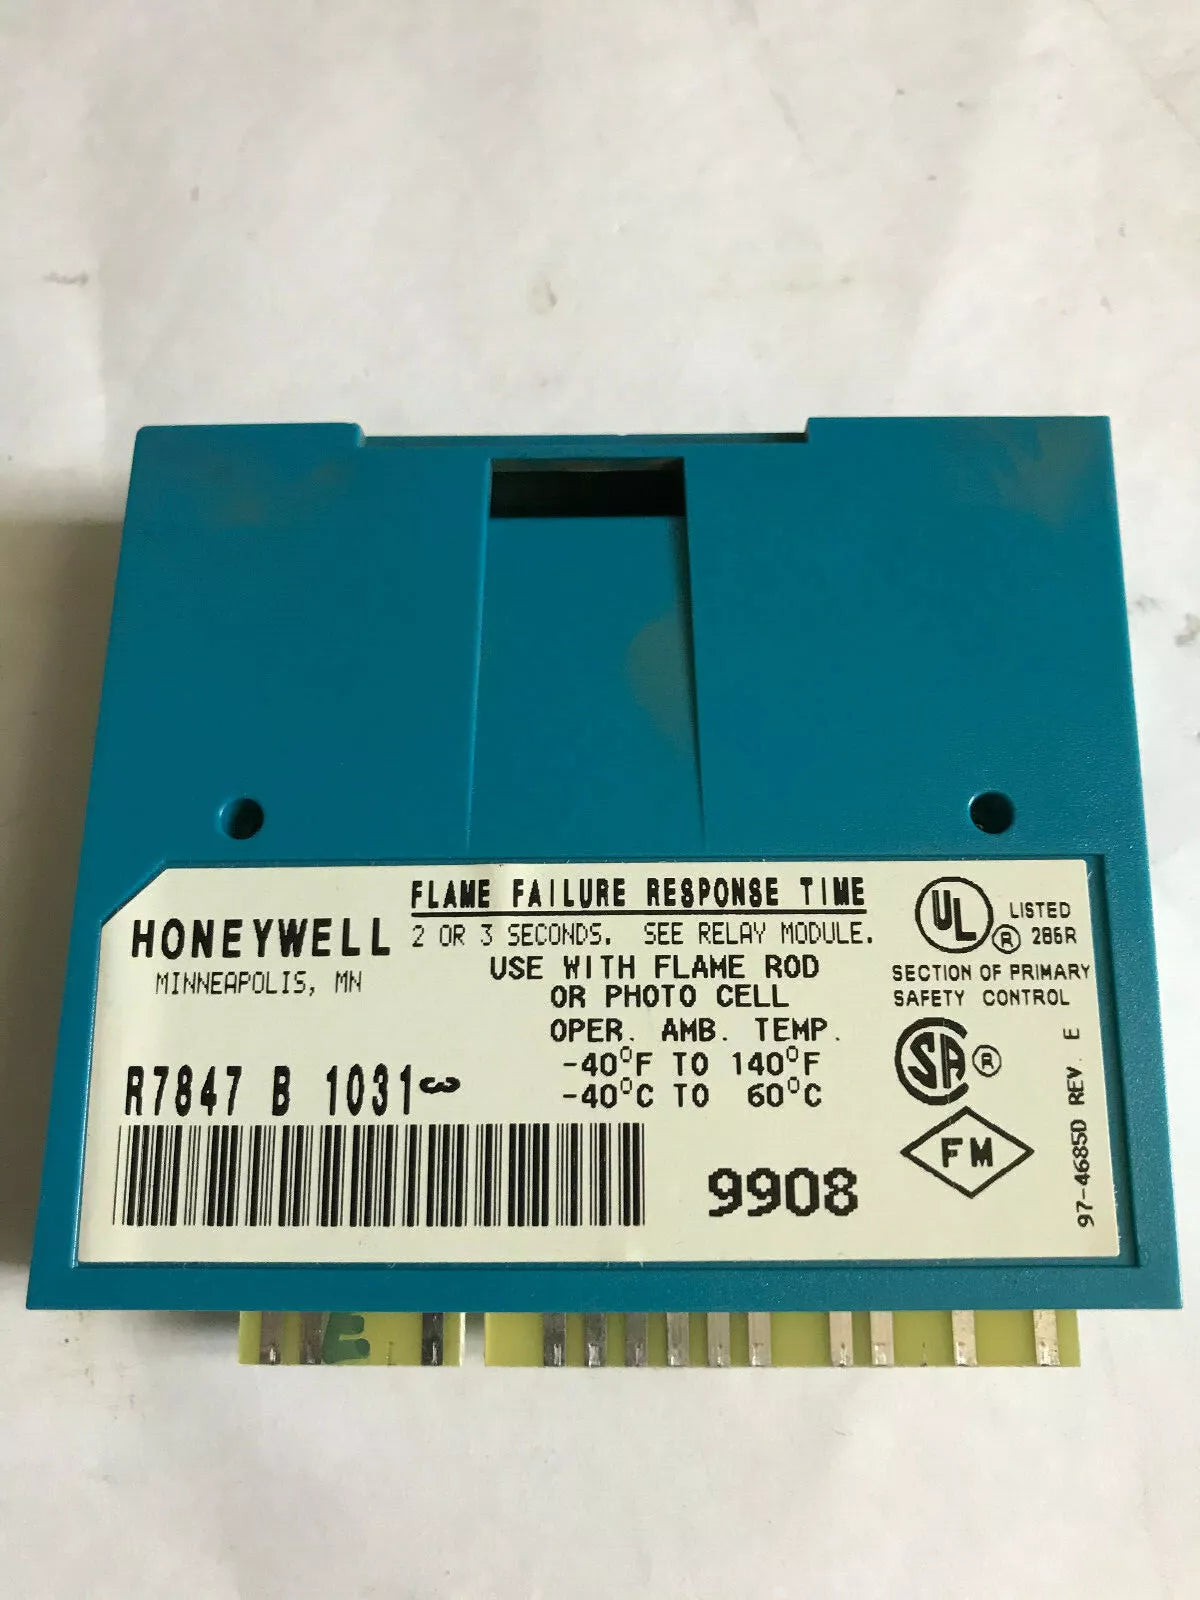 HONEYWELL
MINNEAPOLIS, MN
FLAME FAILURE RESPONSE TIME
2 OR 3 SECONDS. SEE RELAY MODULE.
USE WITH FLAME ROD
OR PHOTO CELL
OPER. AMB. TEMP.
-40°F TO 140°F
-40°C TO 60°C
UL ® LISTED
286R
SECTION OF PRIMARY
SAFETY CONTROL
SA ®
FM
R7847 B 1031 3
9908
97-4685D REV. E
E